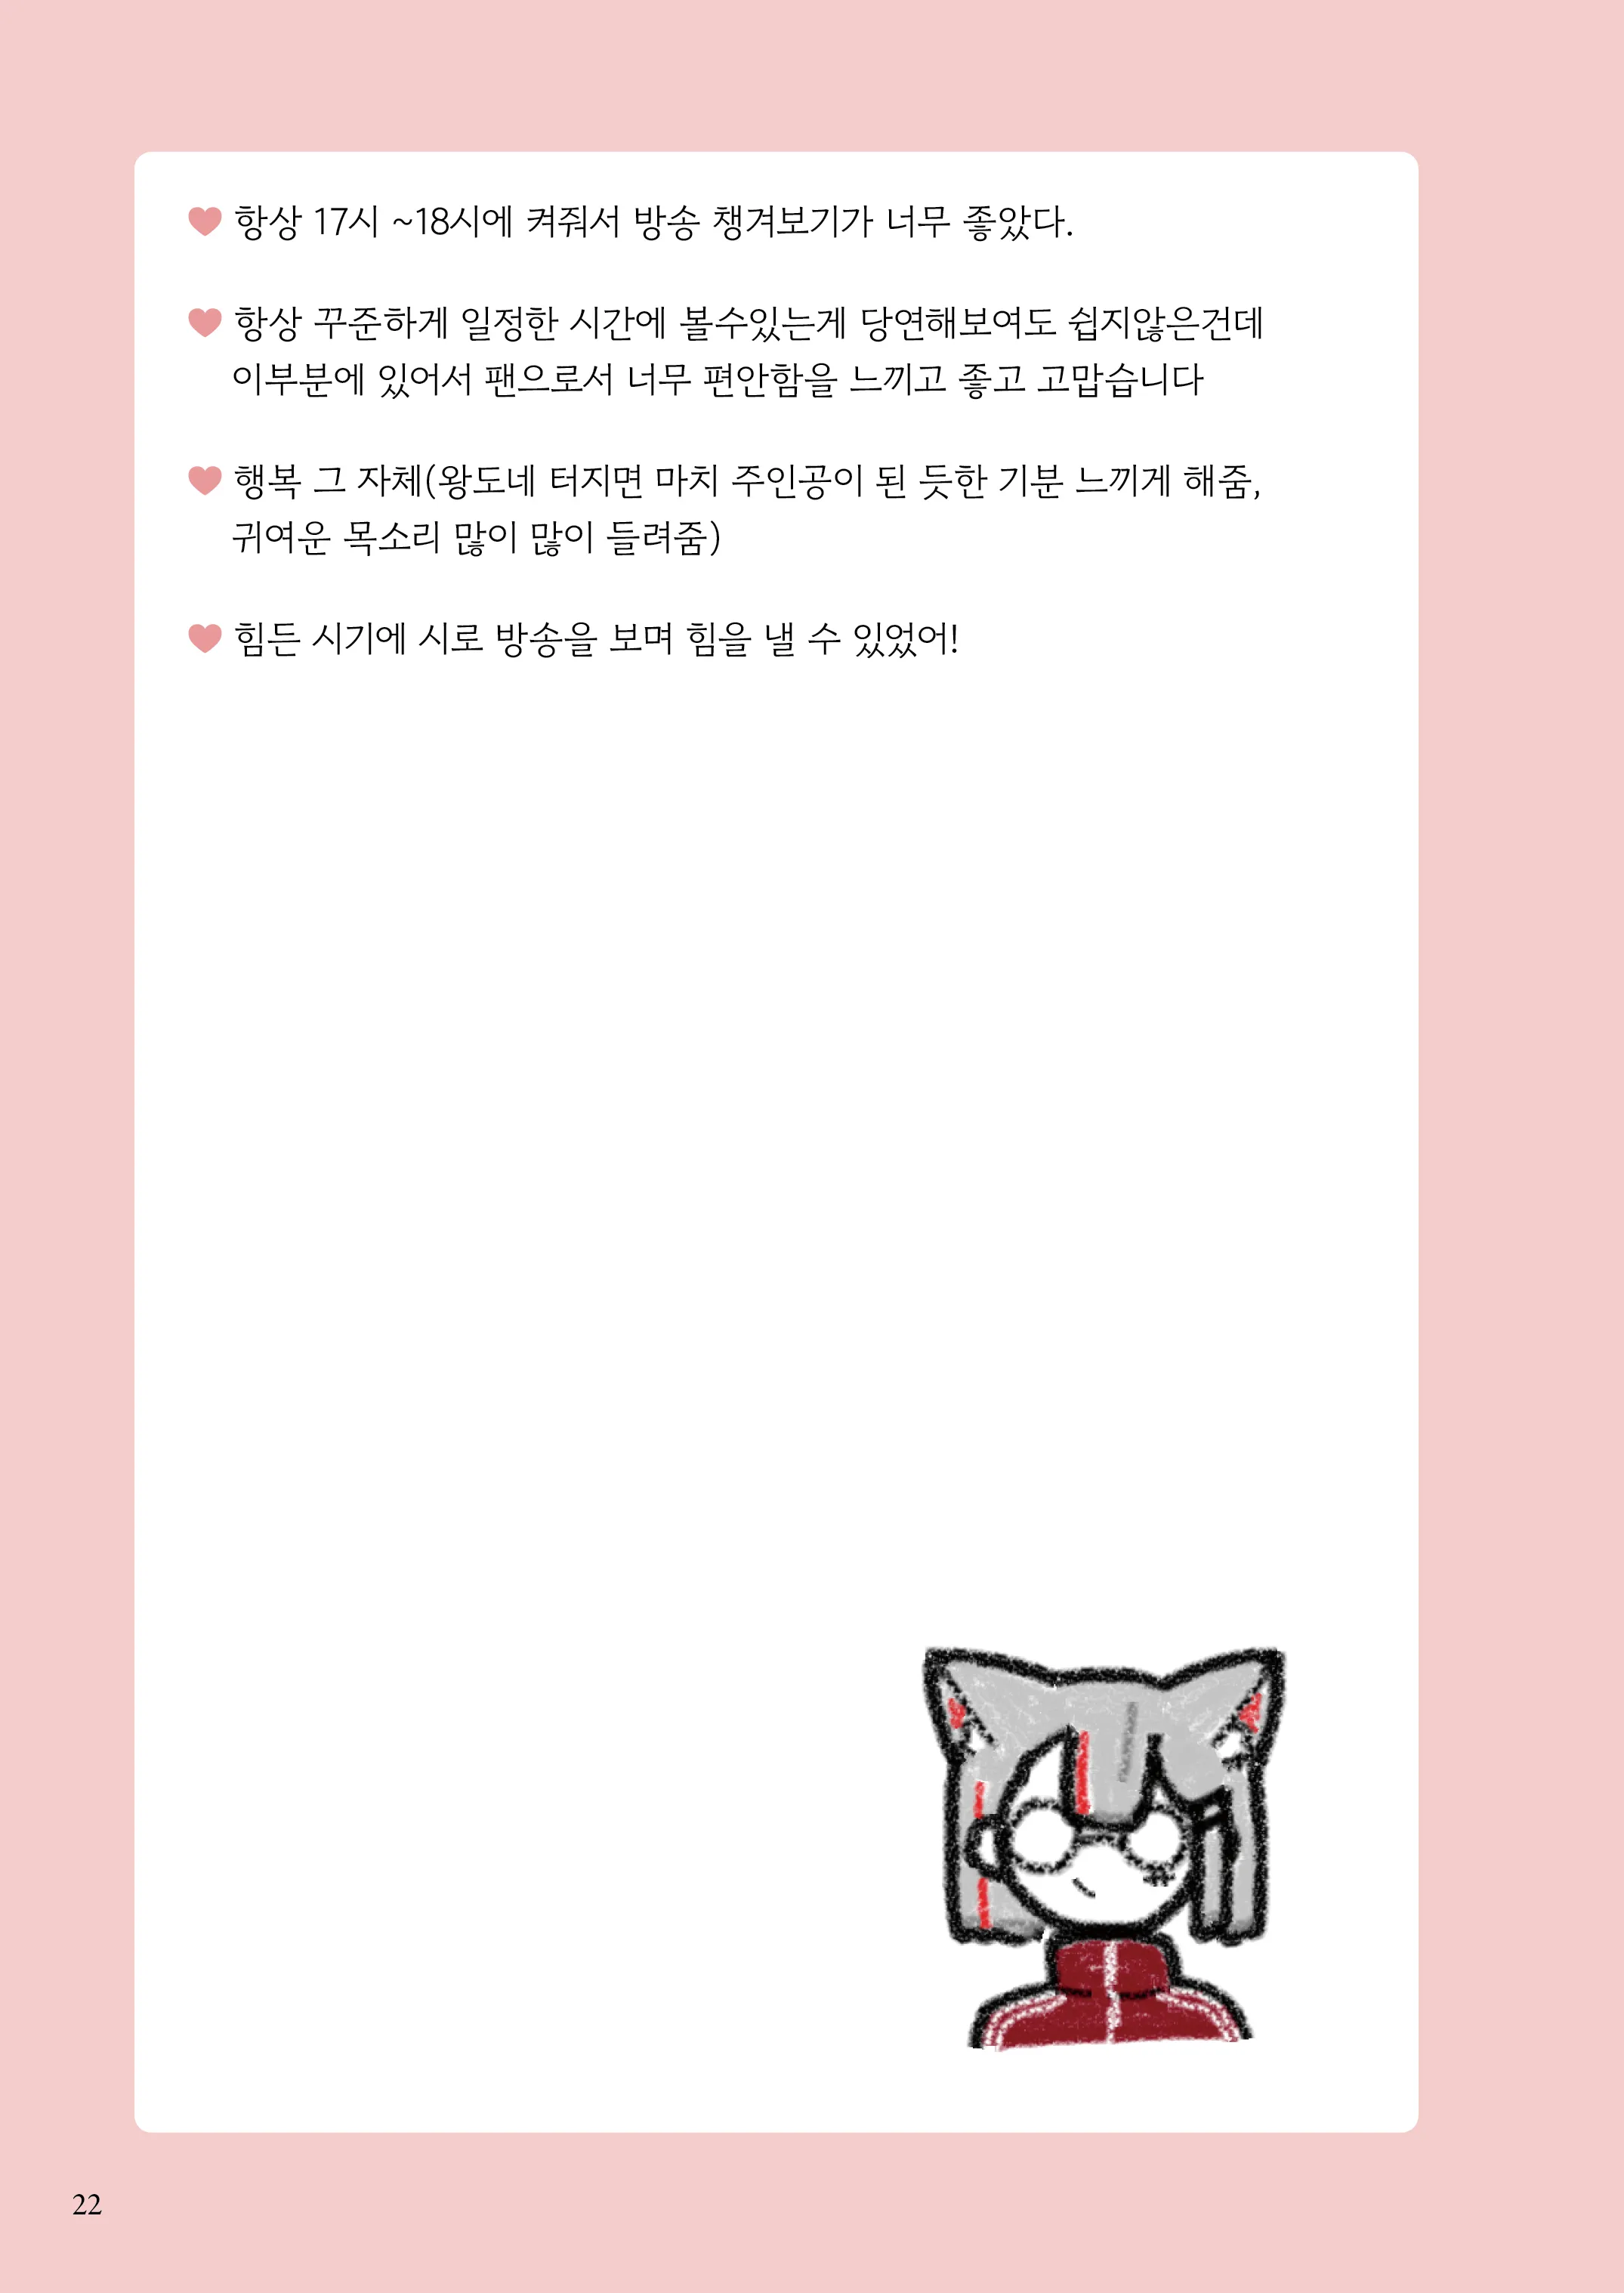 항상 17시 ~18시에 켜줘서 방송 챙겨보기가 너무 좋았다.
항상 꾸준하게 일정한 시간에 볼수있는게 당연해보여도 쉽지않은건데
이부분에 있어서 팬으로서 너무 편안함을 느끼고 좋고 고맙습니다
행복 그 자체(왕도네 터지면 마치 주인공이 된 듯한 기분 느끼게 해줌,
귀여운 목소리 많이 많이 들려줌)
힘든 시기에 시로 방송을 보며 힘을 낼 수 있었어!
22